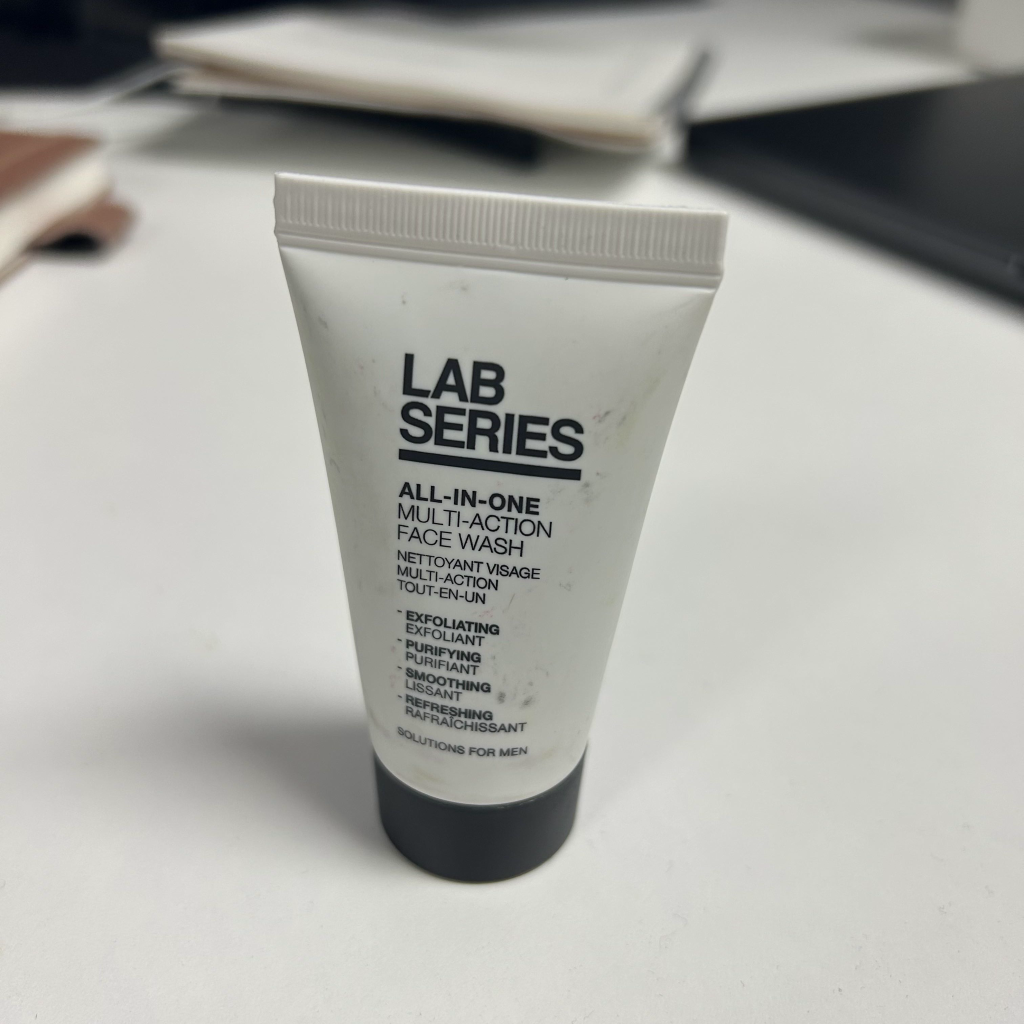 LAB
SERIES
ALL-IN-ONE
MULTI-ACTION
FACE WASH
NETTOYANT VISAGE
MULTI-ACTION
TOUT-EN-UN
- EXFOLIATING
EXFOLIANT
- PURIFYING
PURIFIANT
- SMOOTHING
LISSANT
- REFRESHING
RAFRAÎCHISSANT
SOLUTIONS FOR MEN